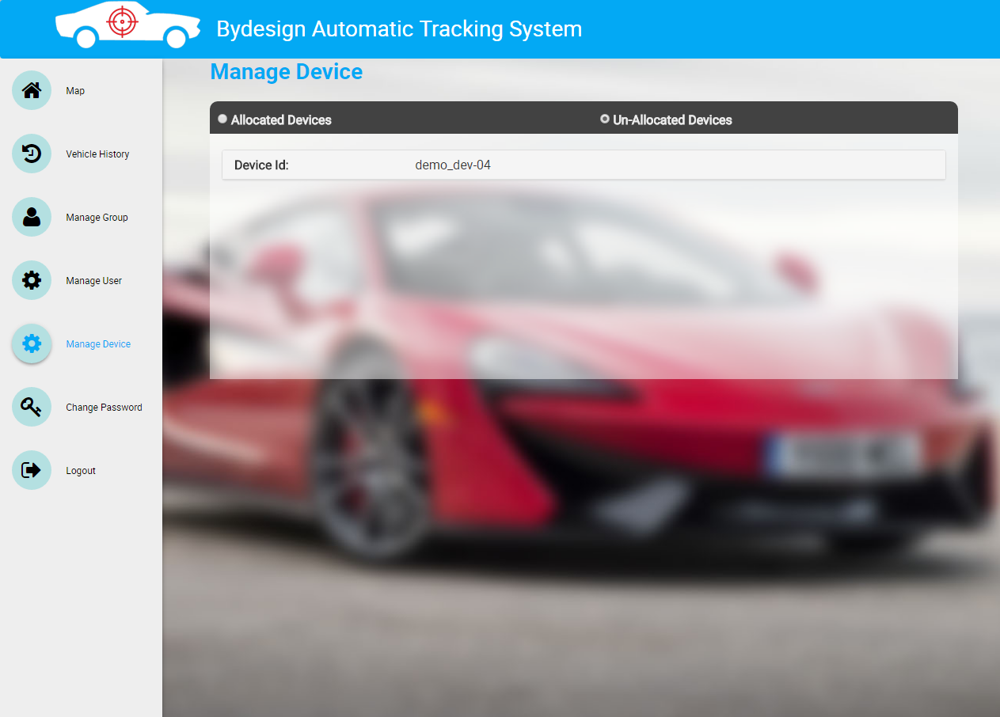 Bydesign Automatic Tracking System
Manage Device
Map
Vehicle History
Manage Group
Manage User
Manage Device
Change Password
Logout
Allocated Devices Un-Allocated Devices
Device Id: demo_dev-04